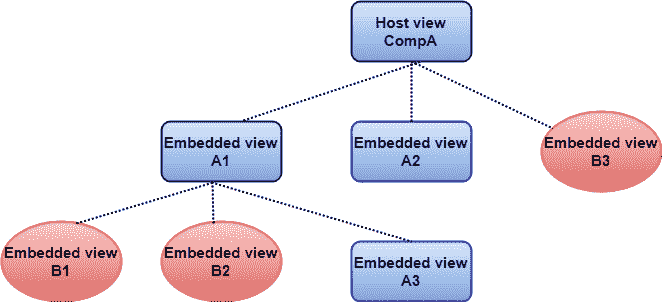 Host view
CompA
Embedded view
A1
Embedded view
A2
Embedded view
B3
Embedded view
B1
Embedded view
B2
Embedded view
A3